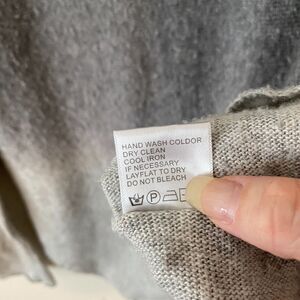 HAND WASH COLDOR
DRY CLEAN
COOL IRON
IF NECESSARY
LAYFLAT TO DRY
DO NOT BLEACH
P